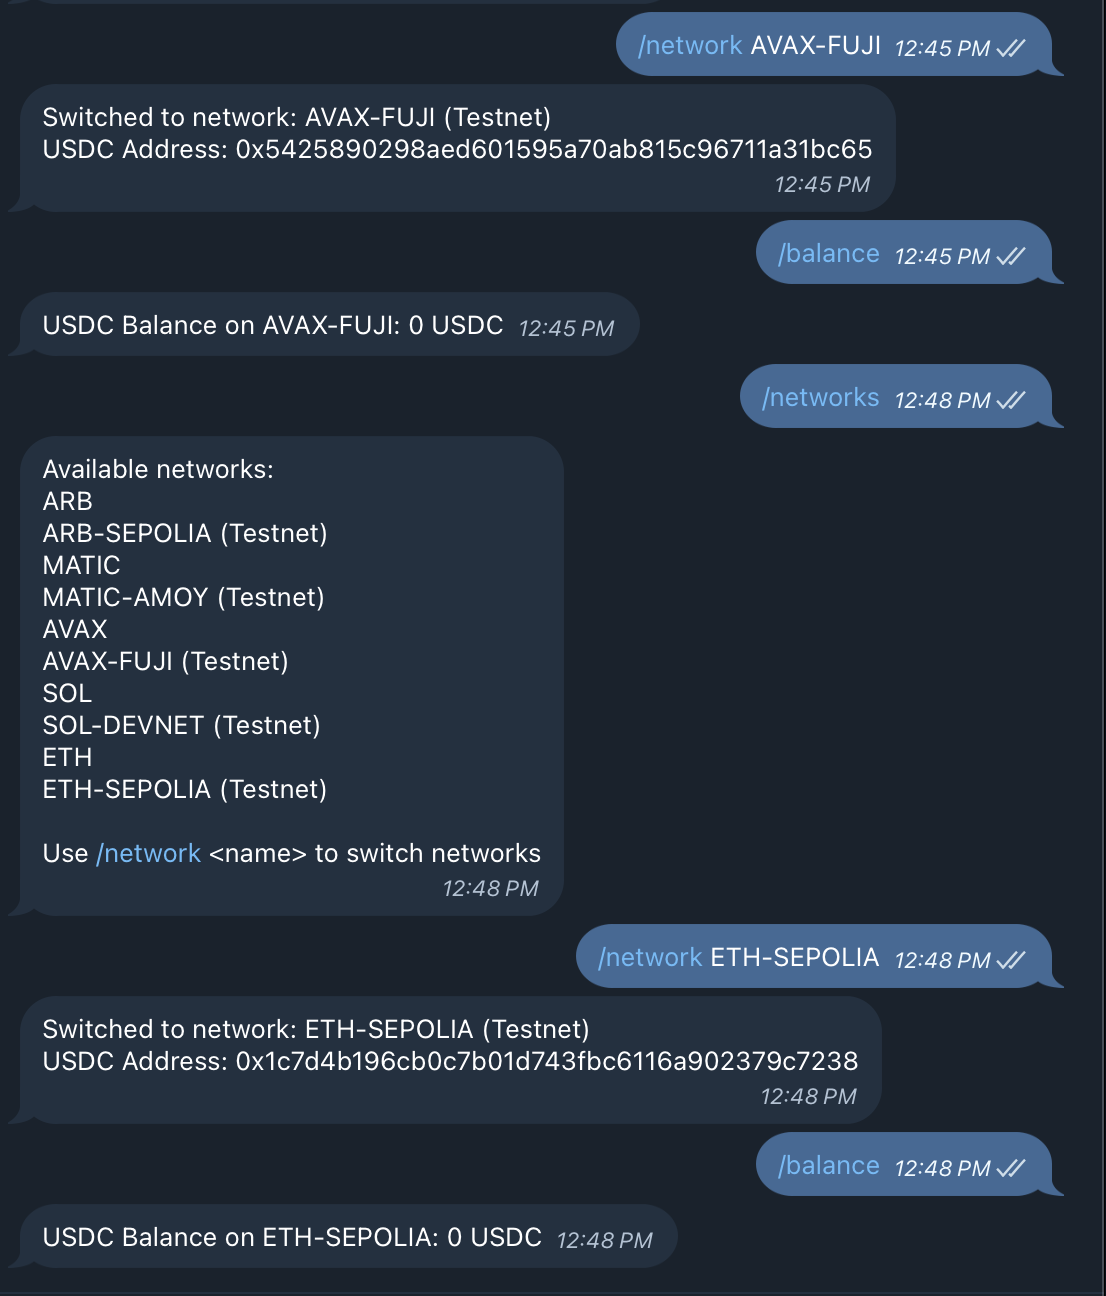 /network AVAX-FUJI 12:45 PM
Switched to network: AVAX-FUJI (Testnet)
USDC Address: 0x5425890298aed601595a70ab815c96711a31bc65
12:45 PM
/balance 12:45 PM
USDC Balance on AVAX-FUJI: 0 USDC 12:45 PM
/networks 12:48 PM
Available networks:
ARB
ARB-SEPOLIA (Testnet)
MATIC
MATIC-AMOY (Testnet)
AVAX
AVAX-FUJI (Testnet)
SOL
SOL-DEVNET (Testnet)
ETH
ETH-SEPOLIA (Testnet)
Use /network <name> to switch networks
12:48 PM
/network ETH-SEPOLIA 12:48 PM
Switched to network: ETH-SEPOLIA (Testnet)
USDC Address: 0x1c7d4b196cb0c7b01d743fbc6116a902379c7238
12:48 PM
/balance 12:48 PM
USDC Balance on ETH-SEPOLIA: 0 USDC 12:48 PM